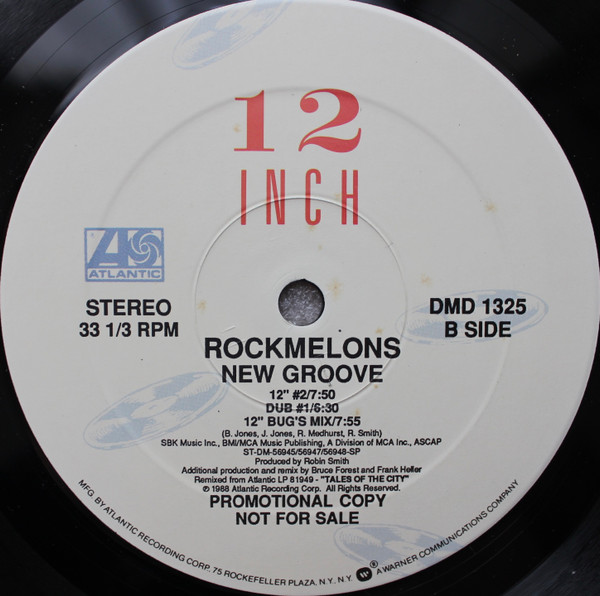 12
INCH
ATLANTIC
STEREO
33 1/3 RPM
DMD 1325
B SIDE
ROCKMELONS
NEW GROOVE
12" #2/7:50
DUB #1/6:30
12" BUG'S MIX/7:55
(B. Jones, J. Jones, R. Medhurst, R. Smith)
SBK Music Inc., BMI/MCA Music Publishing, A Division of MCA Inc., ASCAP
ST-DM-56945/56947/56948-SP
Produced by Robin Smith
Additional production and remix by Bruce Forest and Frank Heller
Remixed from Atlantic LP 81949 - "TALES OF THE CITY"
℗ 1988 Atlantic Recording Corp. All Rights Reserved.
PROMOTIONAL COPY
NOT FOR SALE
MFG. BY ATLANTIC RECORDING CORP. 75 ROCKEFELLER PLAZA, N.Y. N.Y. ® A WARNER COMMUNICATIONS COMPANY